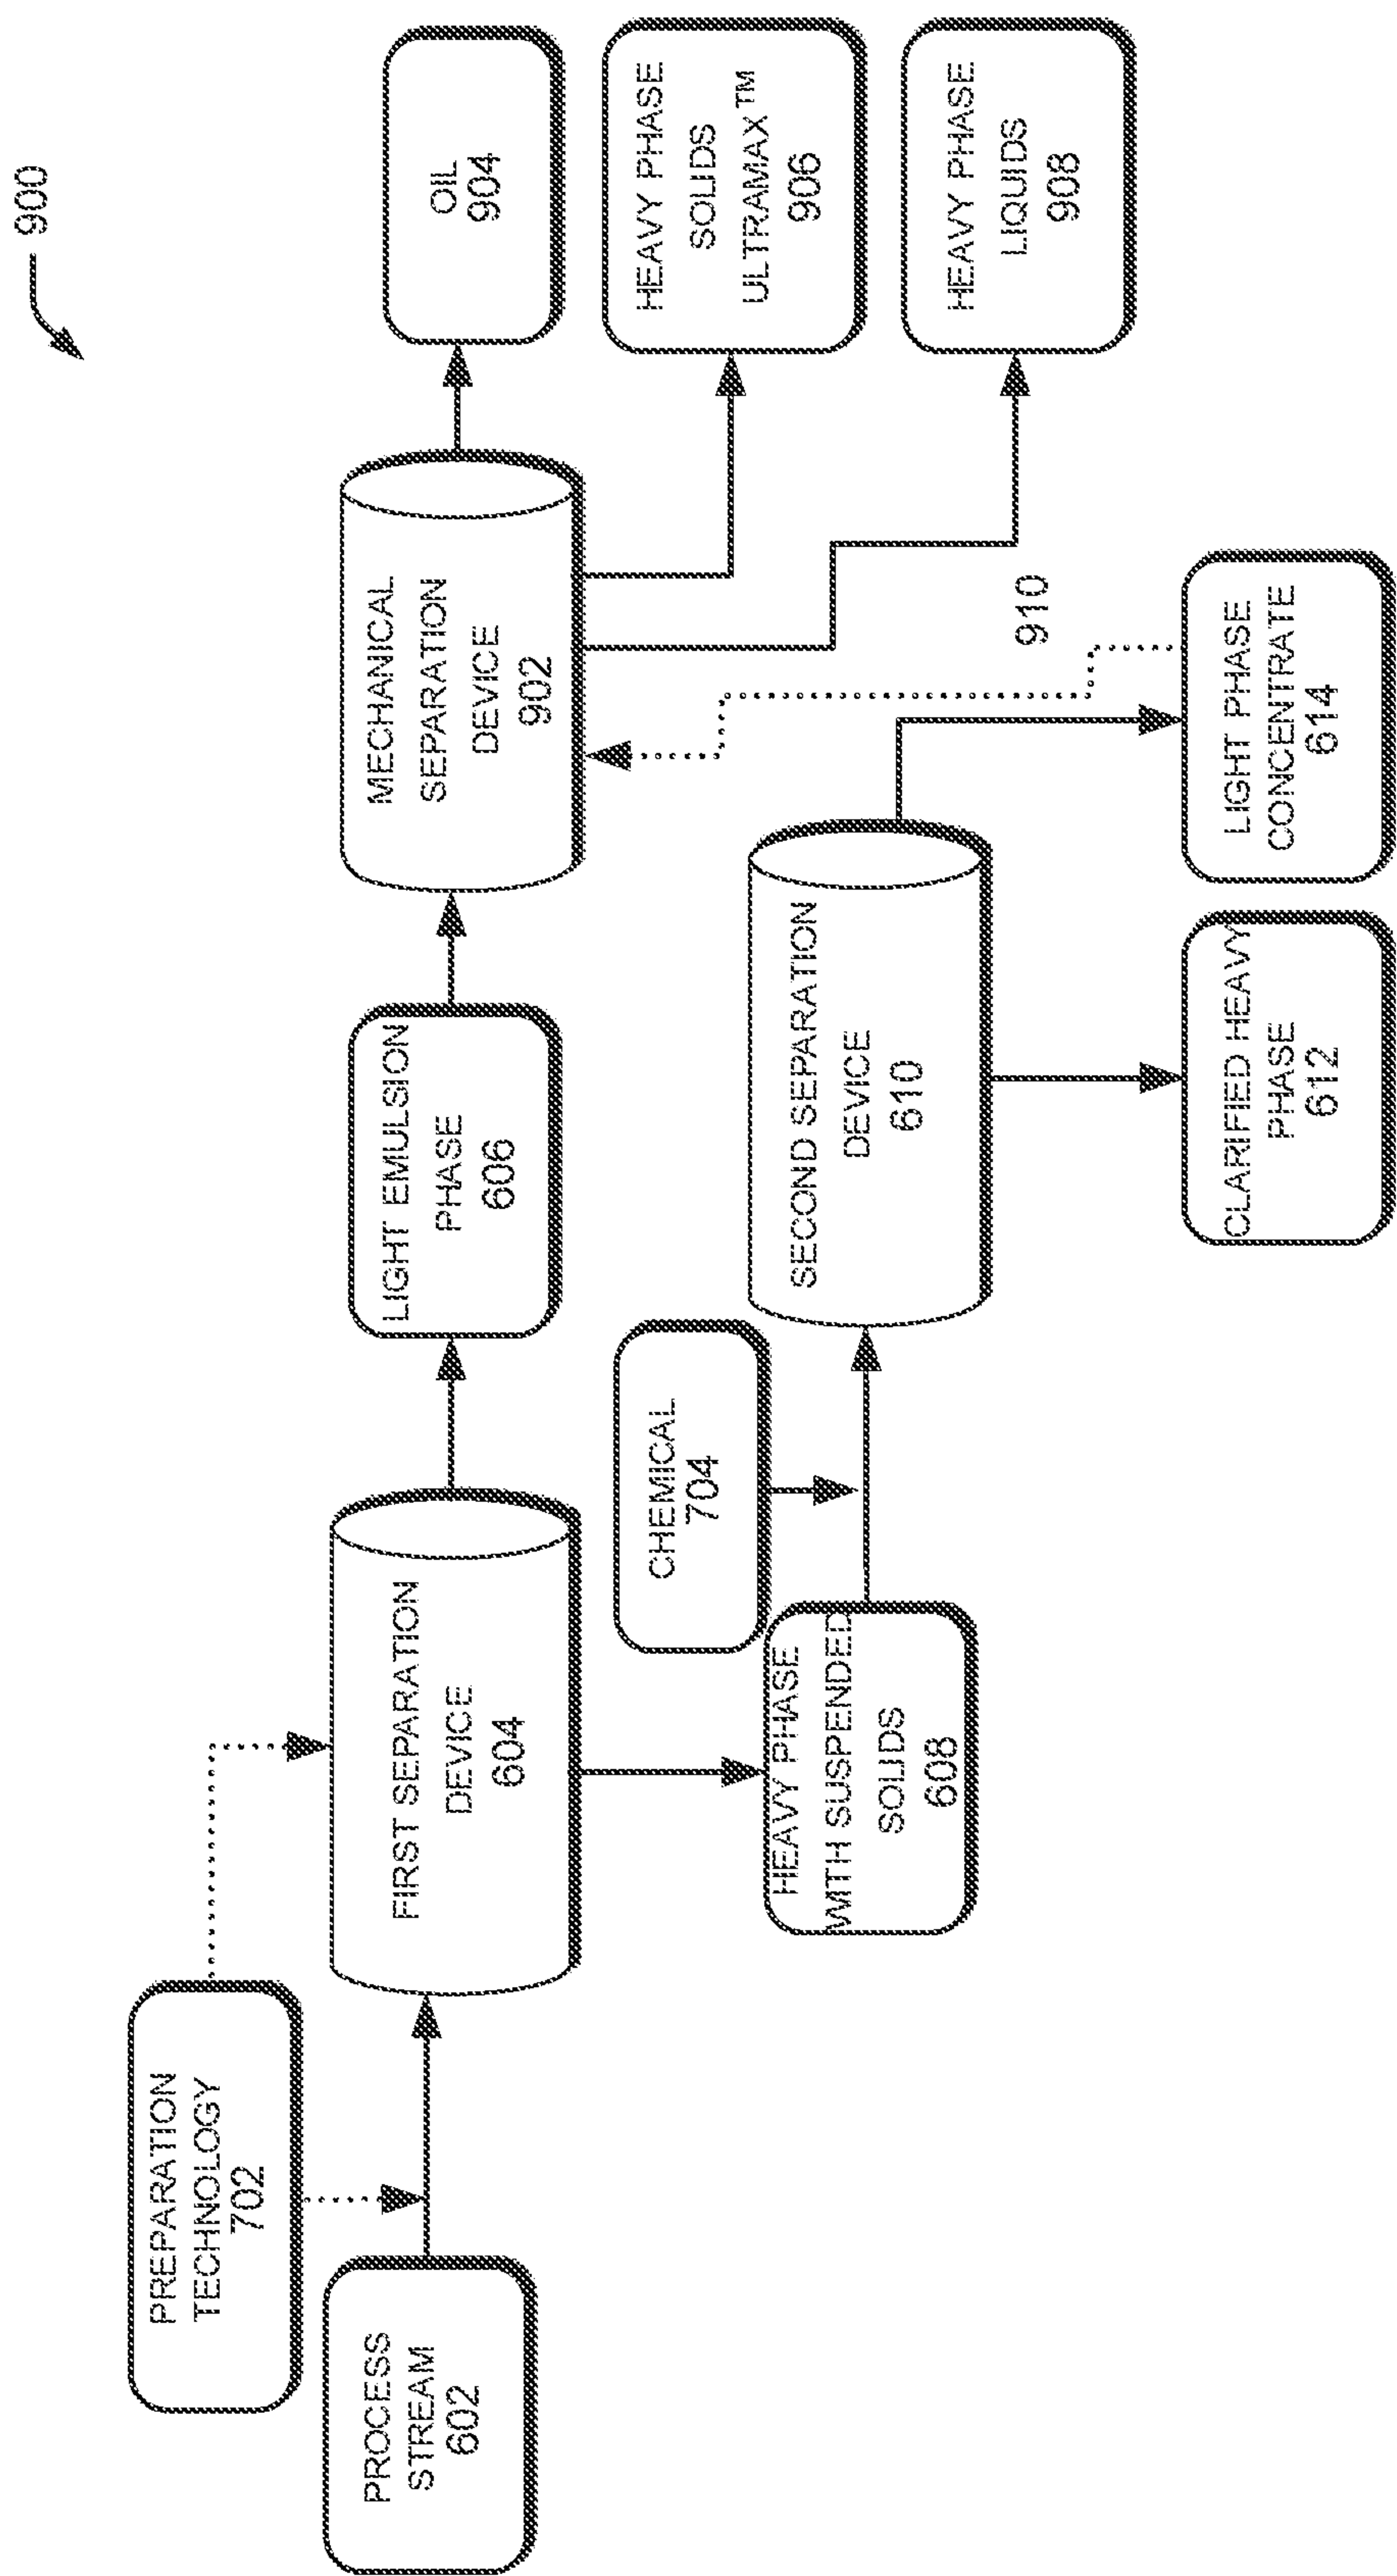 900
PREPARATION
TECHNOLOGY
702
PROCESS
STREAM
602
FIRST SEPARATION
DEVICE
604
LIGHT EMULSION
PHASE
606
MECHANICAL
SEPARATION
DEVICE
902
OIL
904
HEAVY PHASE
SOLIDS
ULTRAMAX™
906
HEAVY PHASE
LIQUIDS
908
910
CHEMICAL
704
HEAVY PHASE
WITH SUSPENDED
SOLIDS
608
SECOND SEPARATION
DEVICE
610
CLARIFIED HEAVY
PHASE
612
LIGHT PHASE
CONCENTRATE
614